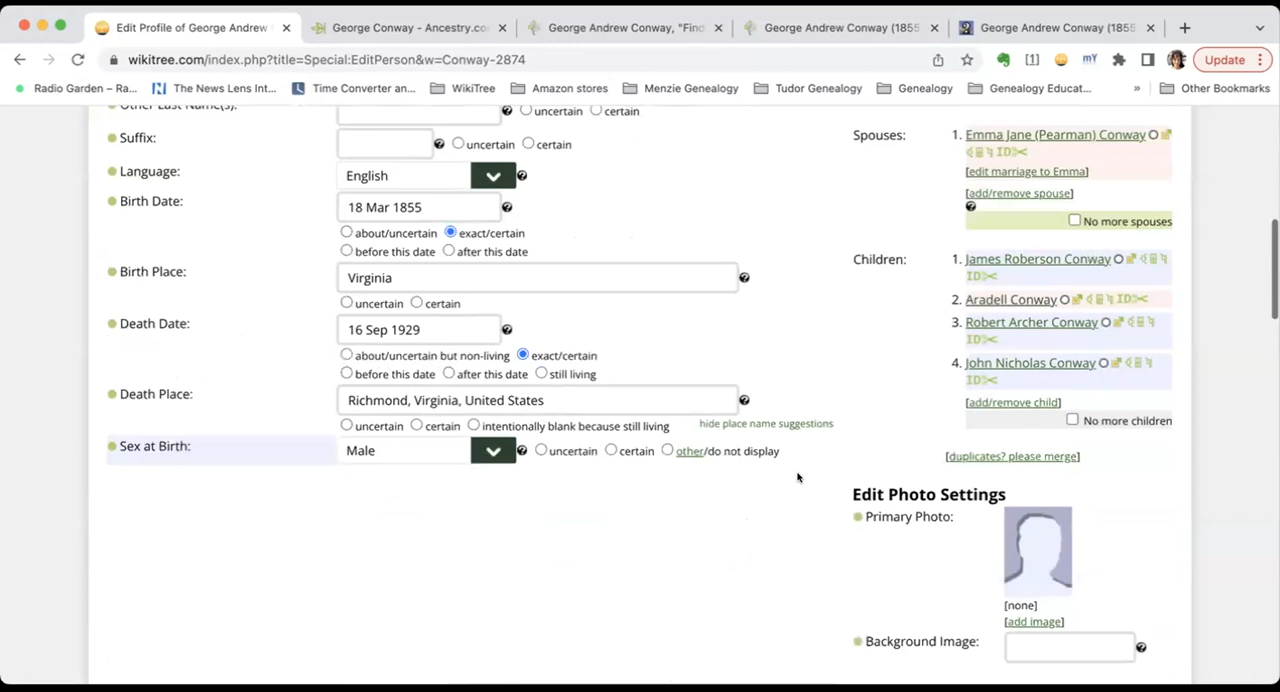 Edit Profile of George Andrew
George Conway - Ancestry.co
George Andrew Conway, "Fin
George Andrew Conway (1855
George Andrew Conway (1855
wikitree.com/index.php?title=Special:EditPerson&w=Conway-2874
Update
Radio Garden – Ra...
The News Lens Int...
Time Converter an...
WikiTree
Amazon stores
Menzie Genealogy
Tudor Genealogy
Genealogy
Genealogy Educat...
»
Other Bookmarks
Other Last Name(s):
uncertain certain
Suffix:
uncertain certain
Language:
English
Birth Date:
18 Mar 1855
about/uncertain exact/certain
before this date after this date
Birth Place:
Virginia
uncertain certain
Death Date:
16 Sep 1929
about/uncertain but non-living exact/certain
before this date after this date still living
Death Place:
Richmond, Virginia, United States
uncertain certain intentionally blank because still living
hide place name suggestions
Sex at Birth:
Male
uncertain certain other/do not display
Spouses:
1. Emma Jane (Pearman) Conway
[edit marriage to Emma]
[add/remove spouse]
No more spouses
Children:
1. James Roberson Conway
2. Aradell Conway
3. Robert Archer Conway
4. John Nicholas Conway
[add/remove child]
No more children
[duplicates? please merge]
Edit Photo Settings
Primary Photo:
[none]
[add image]
Background Image: